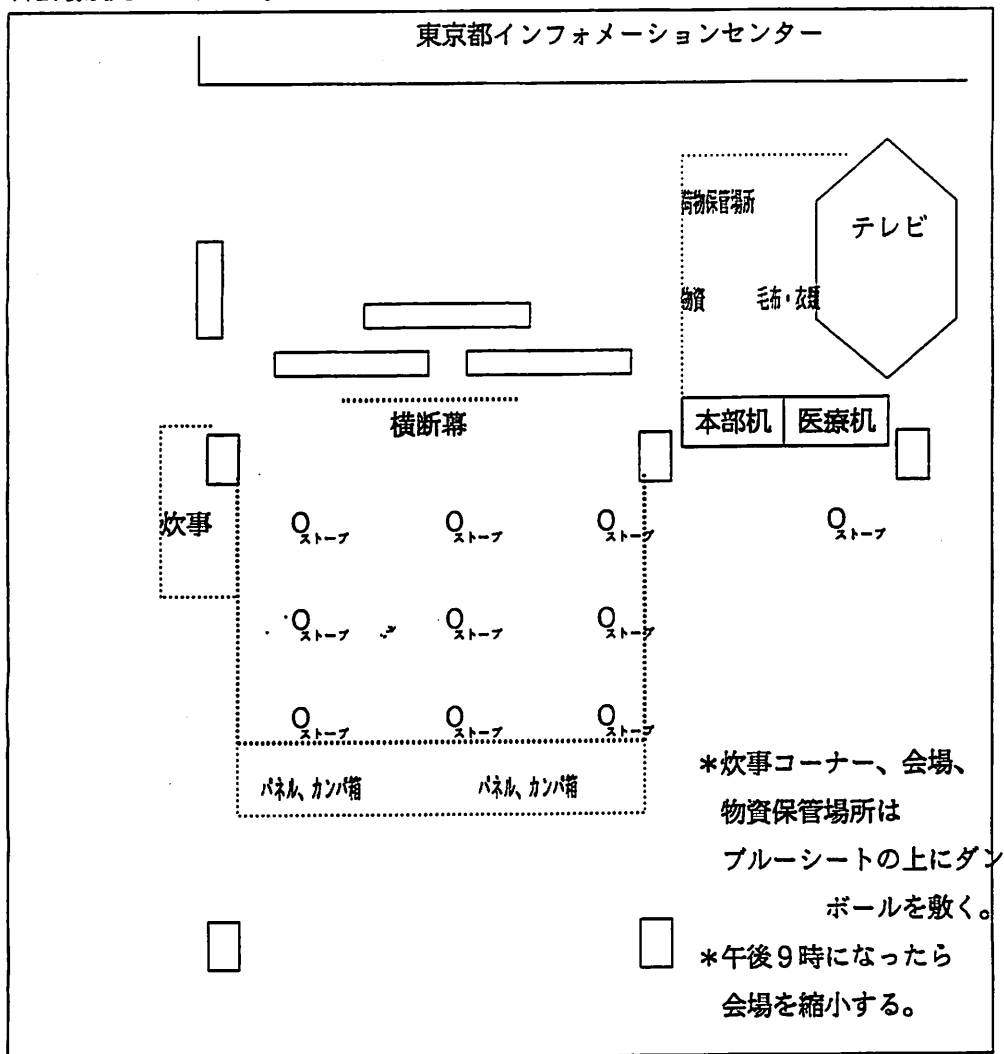 東京都インフォメーションセンター
荷物保管場所
テレビ
物資 毛布・衣類
横断幕
本部机 医療机
炊事
ストーブ ストーブ ストーブ ストーブ
ストーブ ストーブ ストーブ
ストーブ ストーブ ストーブ
パネル、カンパ箱 パネル、カンパ箱
*炊事コーナー、会場、
物資保管場所は
ブルーシートの上にダン
ボールを敷く。
*午後9時になったら
会場を縮小する。